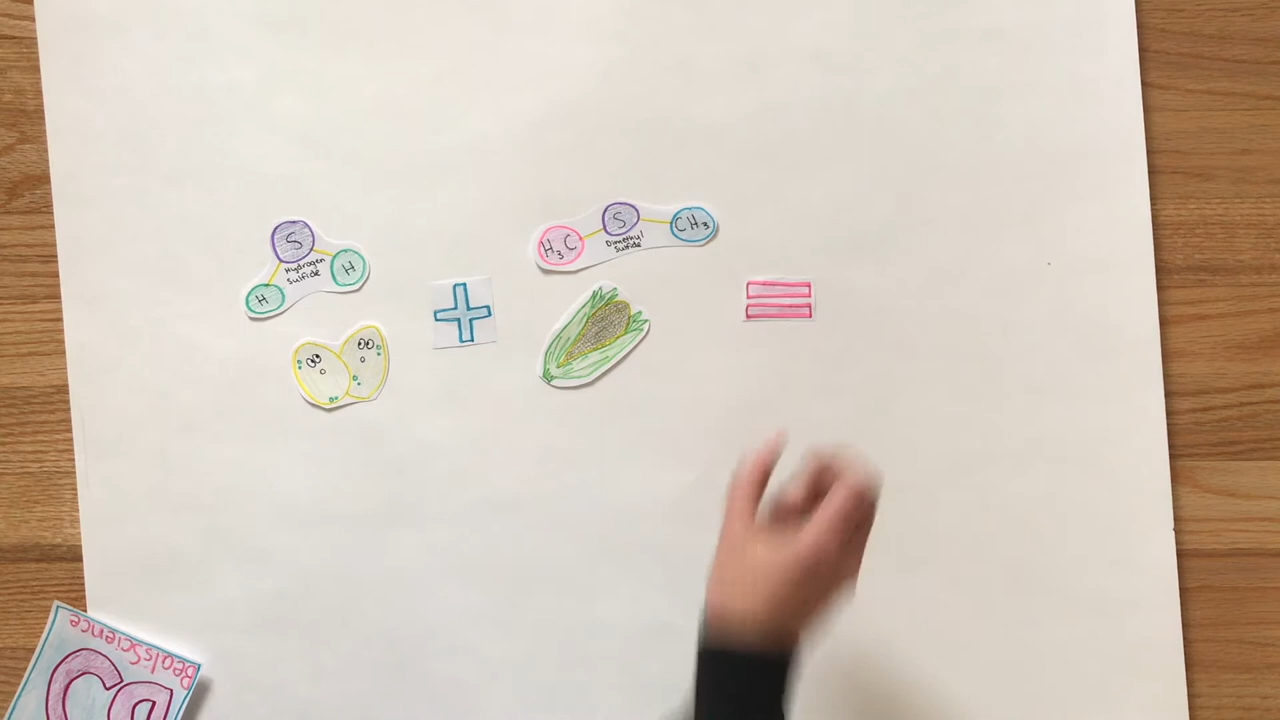 S
Hydrogen
sulfide
H
H
H₃C
S
CH₃
Dimethyl
sulfide
BealsScience